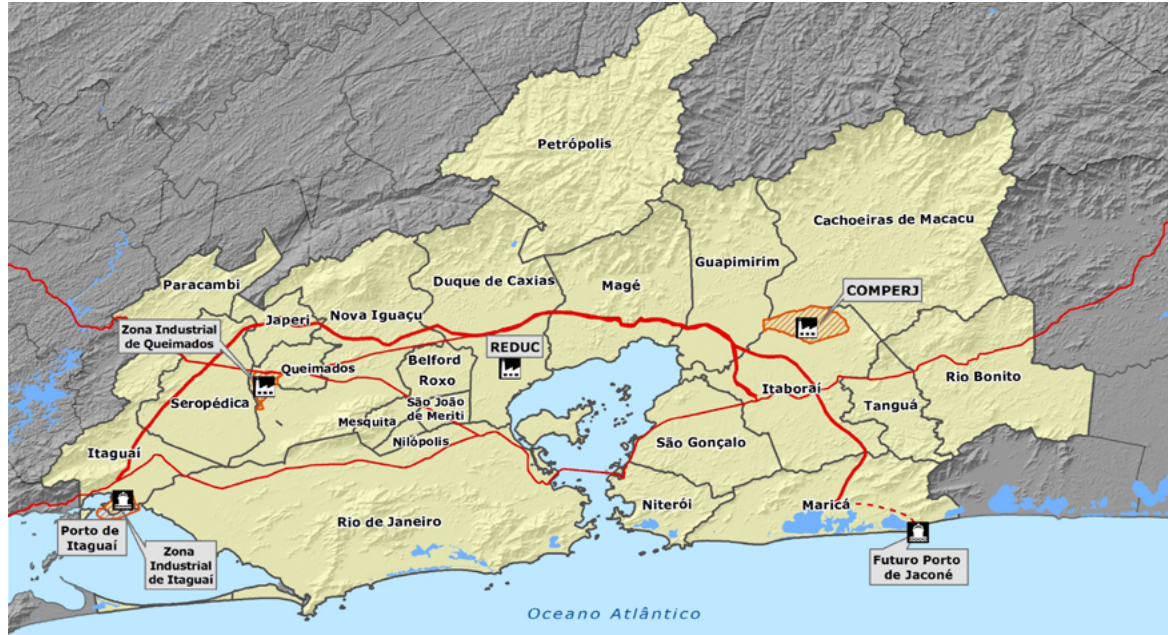 Petrópolis
Cachoeiras de Macacu
Guapimirim
Paracambi
Duque de Caxias
Magé
COMPERJ
Japeri
Nova Iguaçu
Zona Industrial
de Queimados
REDUC
Queimados
Belford
Roxo
Itaboraí
Rio Bonito
Seropédica
São João
de Meriti
Tanguá
Mesquita
Nilópolis
São Gonçalo
Itaguaí
Niterói
Maricá
Rio de Janeiro
Porto de
Itaguaí
Zona
Industrial
de Itaguaí
Futuro Porto
de Jaconé
Oceano Atlântico